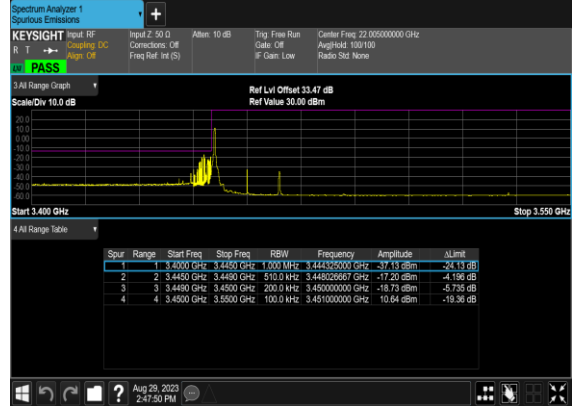 Spectrum Analyzer 1
Spurious Emissions
KEYSIGHT Input: RF Input Z: 50 Ω Atten: 10 dB Trig: Free Run Center Freq: 22.005000000 GHz
R T Coupling: DC Corrections: Off Gate: Off Avg|Hold: 100/100
Align: Off Freq Ref: Int (S) IF Gain: Low Radio Std: None
PASS
3 All Range Graph
Ref Lvl Offset 33.47 dB
Scale/Div 10.0 dB Ref Value 30.00 dBm
20.0
10.0
0.00
-10.0
-20.0
-30.0
-40.0
-50.0
-60.0
Start 3.400 GHz Stop 3.550 GHz
4 All Range Table
Spur Range Start Freq Stop Freq RBW Frequency Amplitude ΔLimit
1 1 3.4000 GHz 3.4450 GHz 1.000 MHz 3.444325000 GHz -37.13 dBm -24.13 dB
2 2 3.4450 GHz 3.4490 GHz 510.0 kHz 3.448026667 GHz -17.20 dBm -4.196 dB
3 3 3.4490 GHz 3.4500 GHz 200.0 kHz 3.450000000 GHz -18.73 dBm -5.735 dB
4 4 3.4500 GHz 3.5500 GHz 100.0 kHz 3.451000000 GHz 10.64 dBm -19.36 dB
? Aug 29, 2023
2:47:50 PM